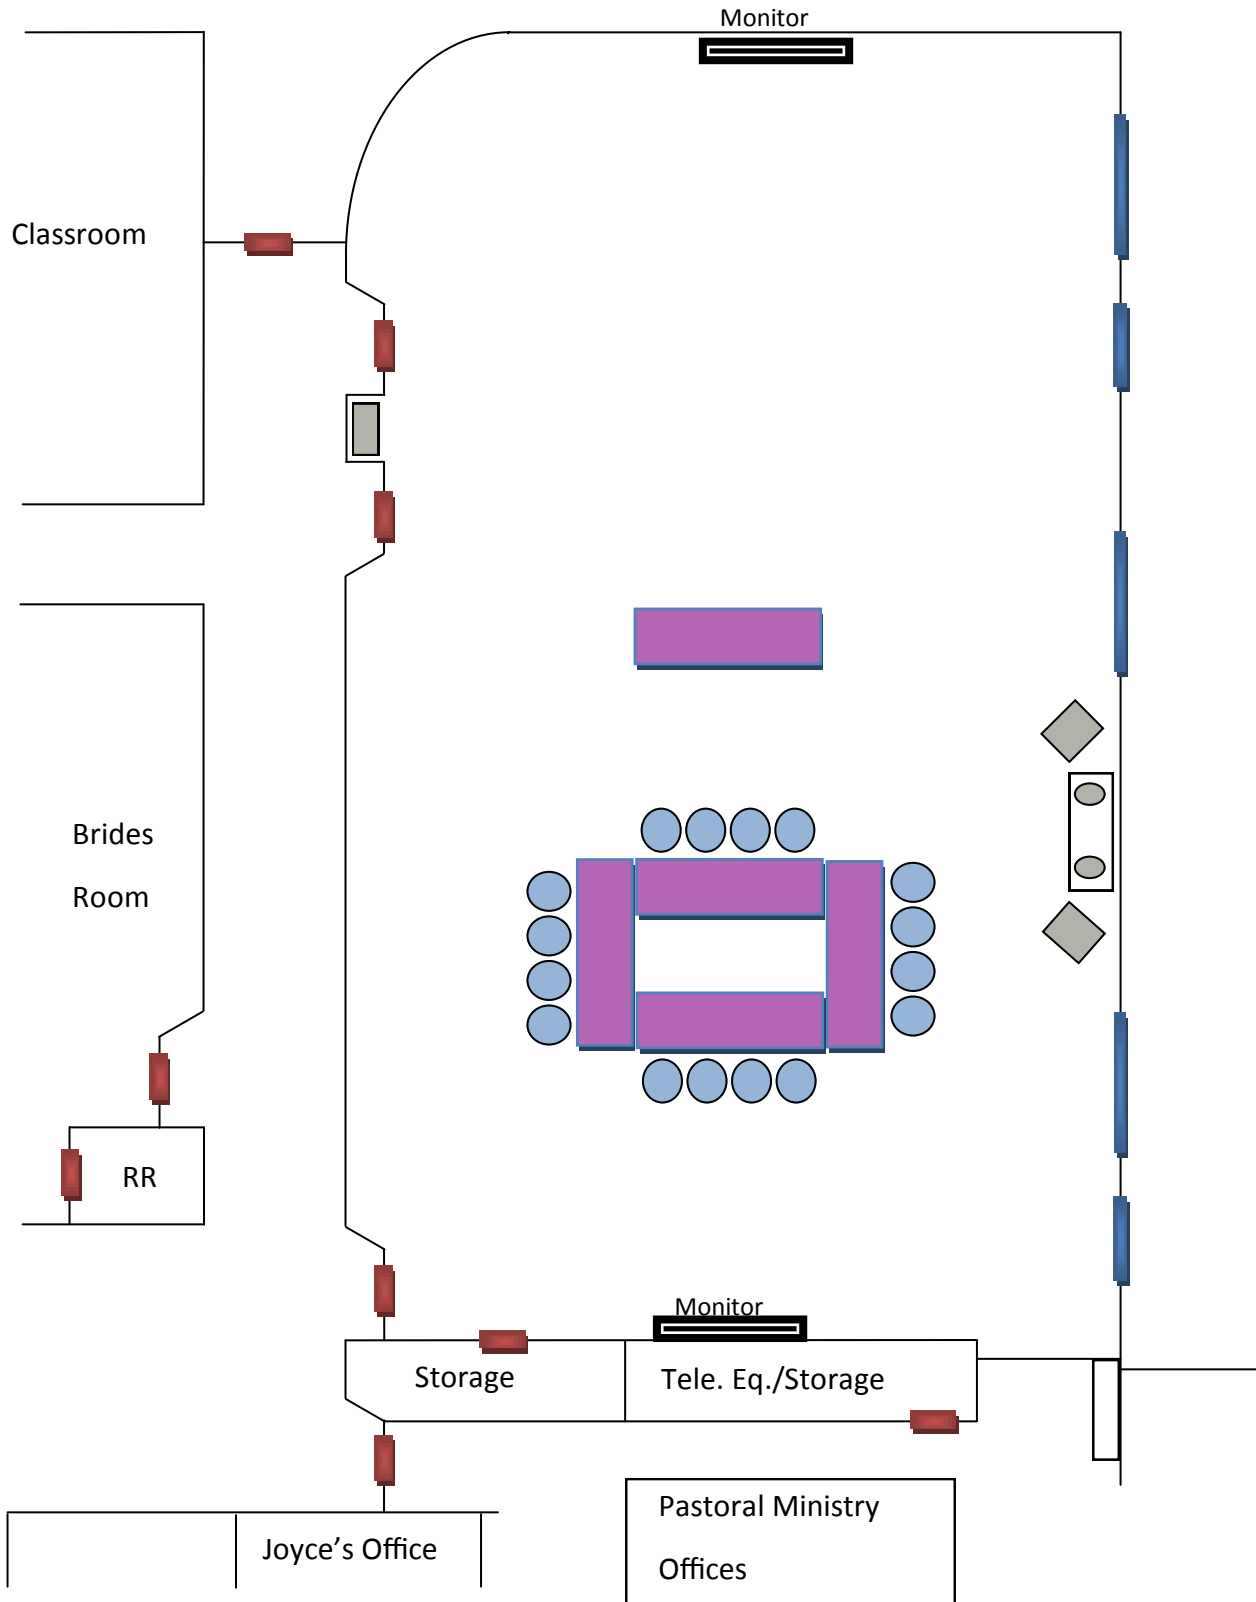 Monitor
Classroom
Brides
Room
RR
Monitor
Storage
Tele. Eq./Storage
Pastoral Ministry
Offices
Joyce’s Office